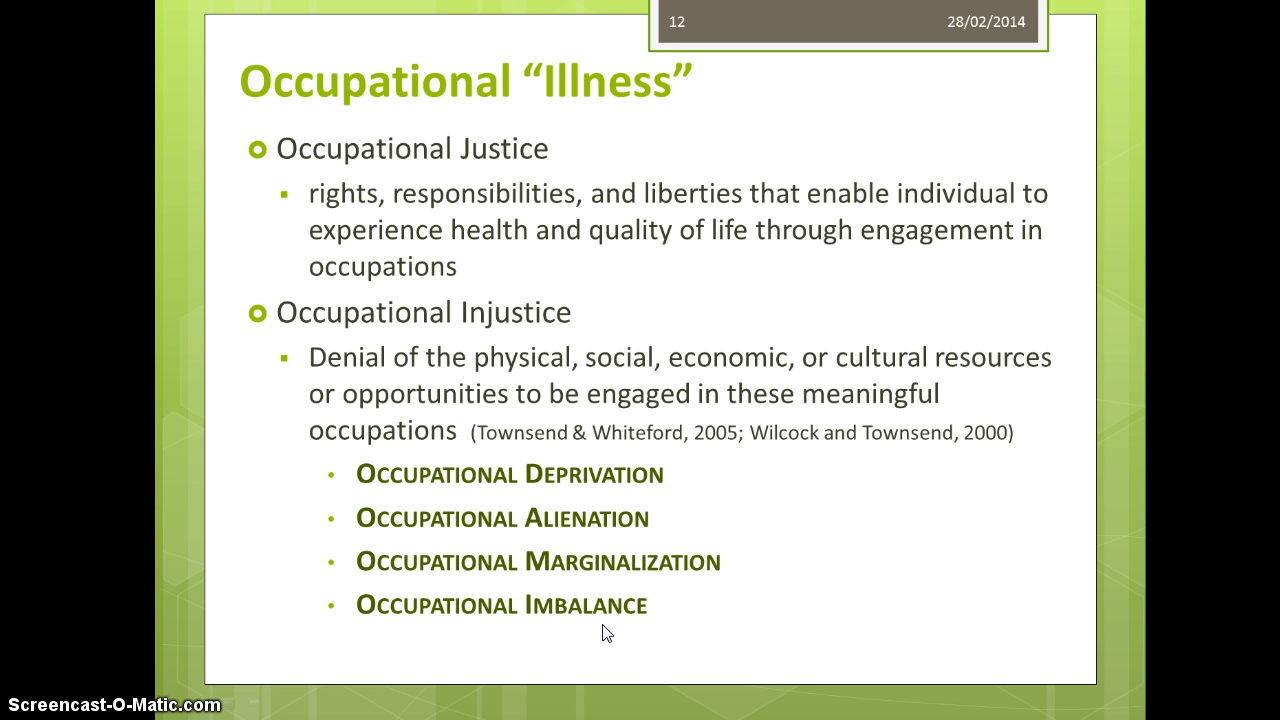 12 28/02/2014
Occupational “Illness”
Occupational Justice
rights, responsibilities, and liberties that enable individual to
experience health and quality of life through engagement in
occupations
Occupational Injustice
Denial of the physical, social, economic, or cultural resources
or opportunities to be engaged in these meaningful
occupations (Townsend & Whiteford, 2005; Wilcock and Townsend, 2000)
• OCCUPATIONAL DEPRIVATION
• OCCUPATIONAL ALIENATION
• OCCUPATIONAL MARGINALIZATION
• OCCUPATIONAL IMBALANCE
Screencast-O-Matic.com